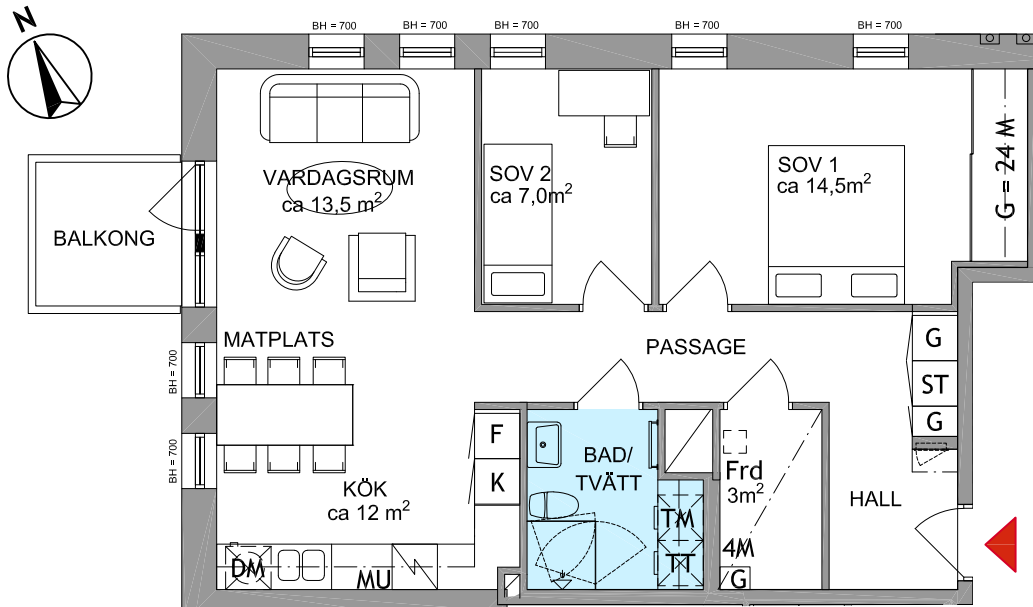 N
BH = 700
BH = 700
BH = 700
BH = 700
BH = 700
VARDAGSRUM
ca 13,5 m²
SOV 2
ca 7,0m²
SOV 1
ca 14,5m²
G = 24 M
BALKONG
MATPLATS
BH = 700
PASSAGE
G
ST
G
BH = 700
F
K
BAD/
TVÄTT
Frd
3m²
KÖK
ca 12 m²
HALL
TM
TT
4M
G
DM
MU